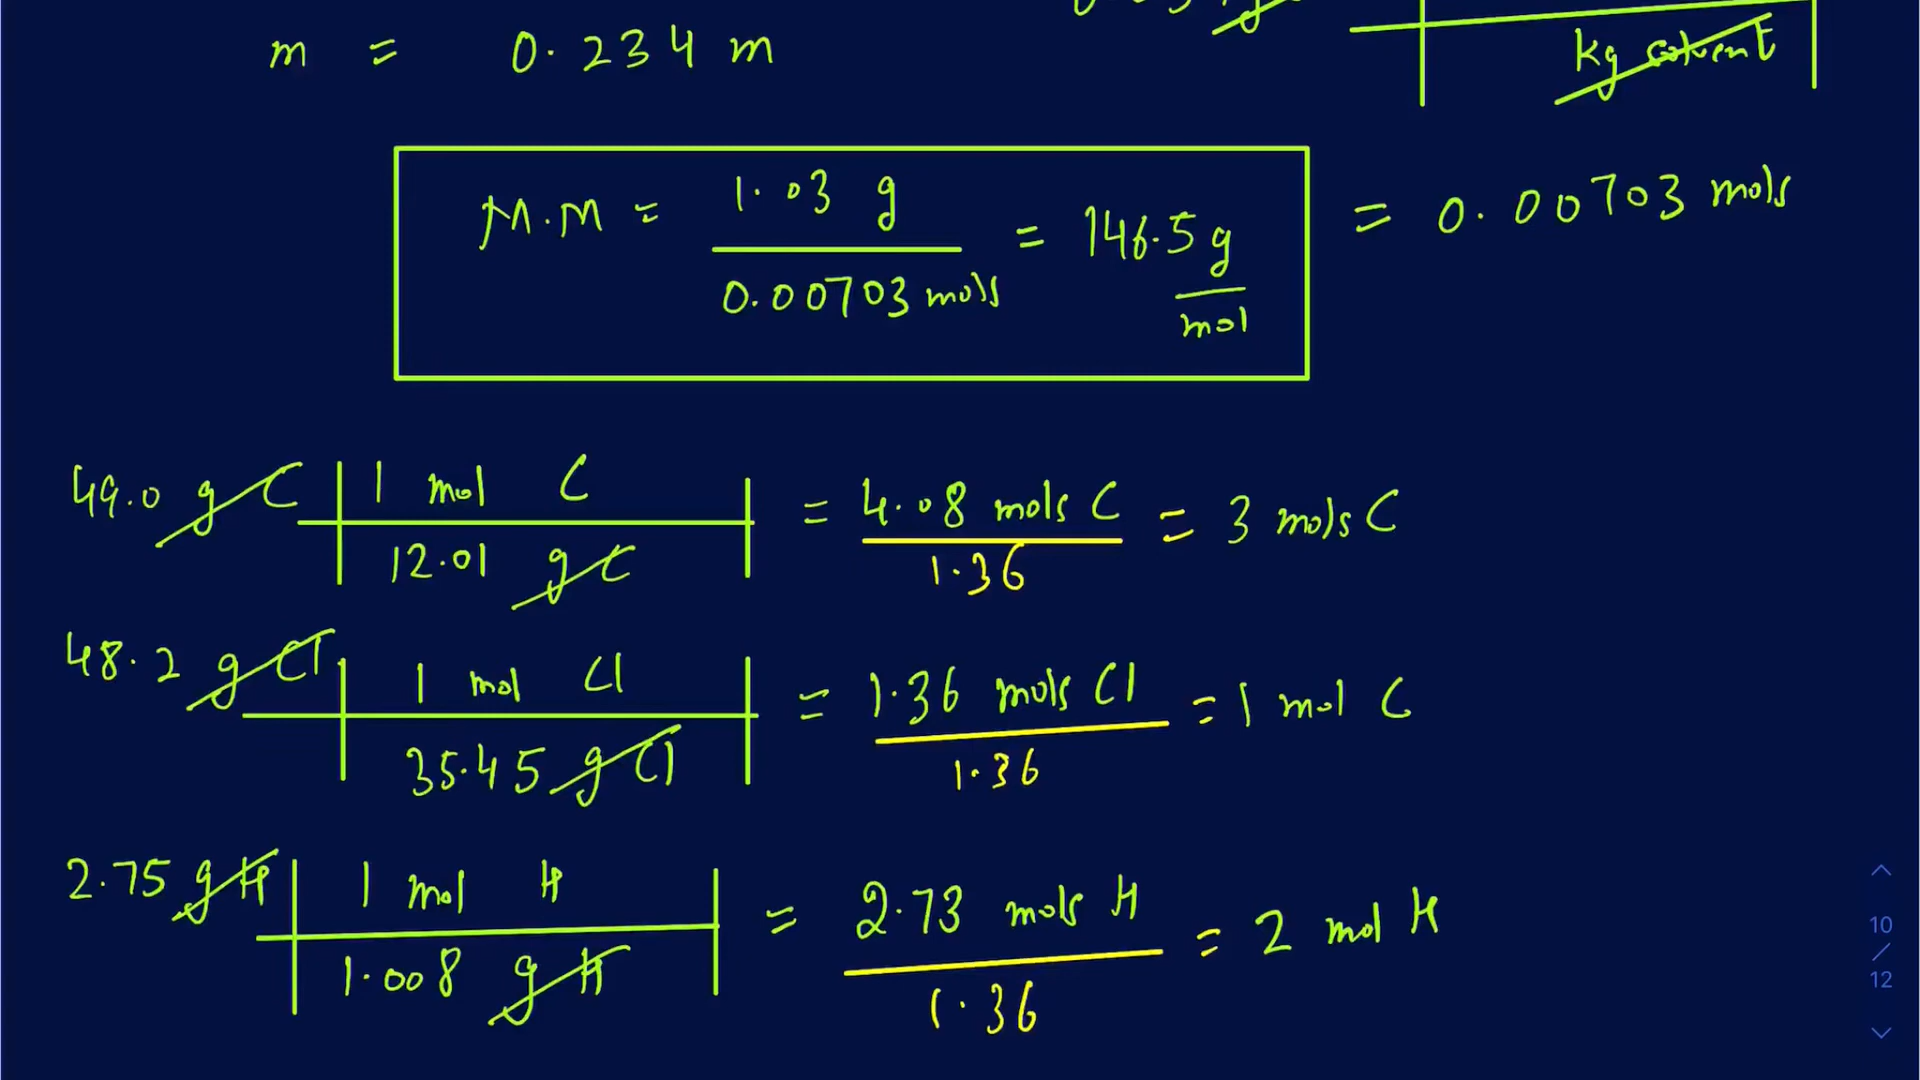 m = 0.234 m
kg solvent
M.M = 1.03 g / 0.00703 mols = 146.5 g / mol
= 0.00703 mols
49.0 g C | 1 mol C / 12.01 g C | = 4.08 mols C / 1.36 = 3 mols C
48.2 g Cl | 1 mol Cl / 35.45 g Cl | = 1.36 mols Cl / 1.36 = 1 mol C
2.75 g H | 1 mol H / 1.008 g H | = 2.73 mols H / 1.36 = 2 mol H
10
/
12